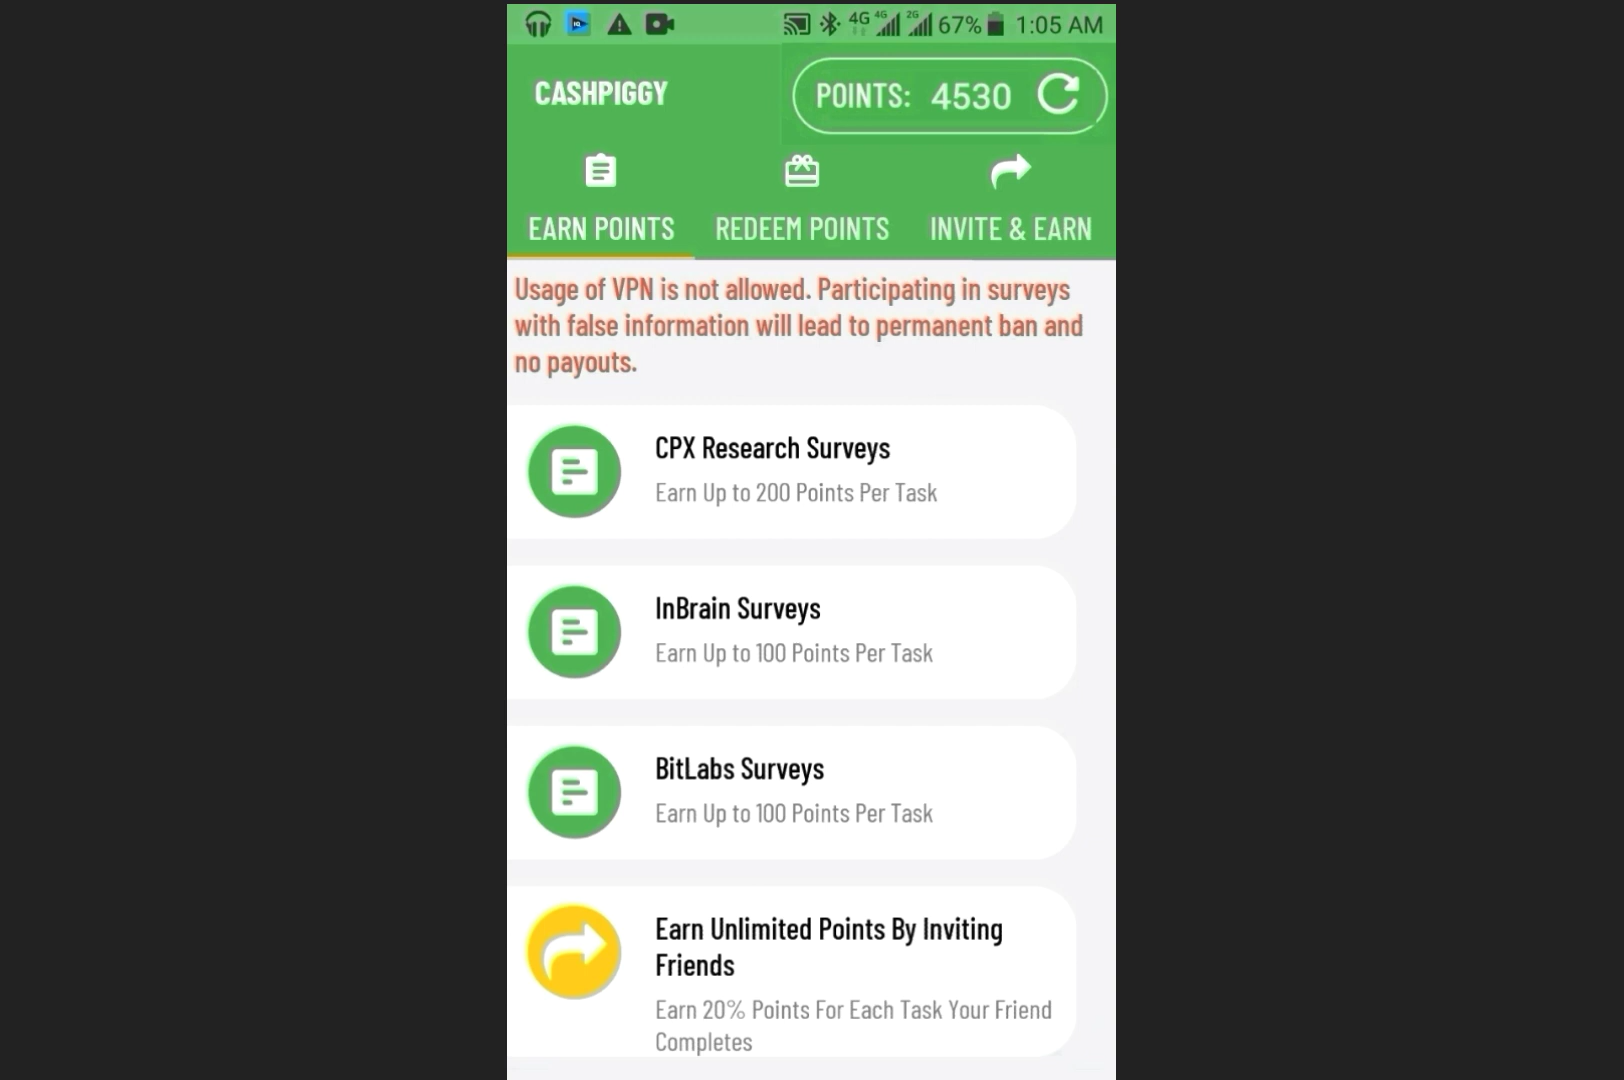 4G 4G 2G 67% 1:05 AM
CASHPIGGY
POINTS: 4530
EARN POINTS REDEEM POINTS INVITE & EARN
Usage of VPN is not allowed. Participating in surveys
with false information will lead to permanent ban and
no payouts.
CPX Research Surveys
Earn Up to 200 Points Per Task
InBrain Surveys
Earn Up to 100 Points Per Task
BitLabs Surveys
Earn Up to 100 Points Per Task
Earn Unlimited Points By Inviting
Friends
Earn 20% Points For Each Task Your Friend
Completes